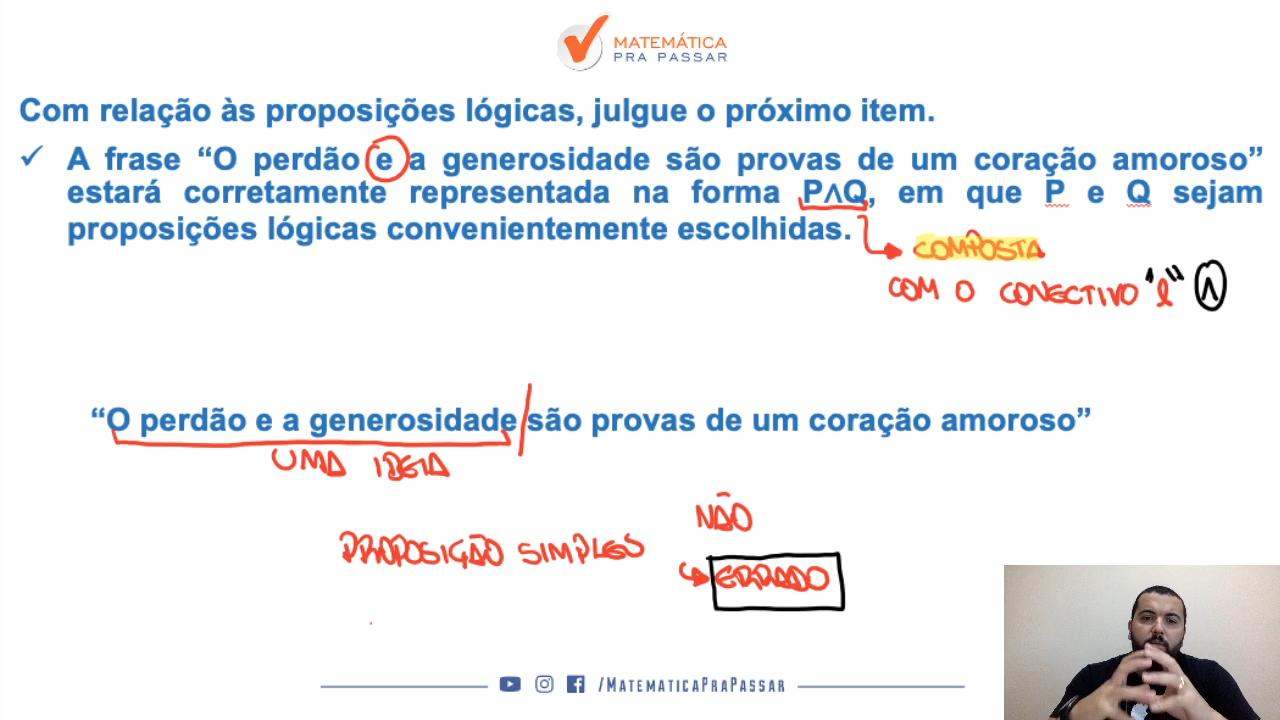 MATEMÁTICA
PRA PASSAR
Com relação às proposições lógicas, julgue o próximo item.
✓ A frase “O perdão e a generosidade são provas de um coração amoroso”
estará corretamente representada na forma P∧Q, em que P e Q sejam
proposições lógicas convenientemente escolhidas.
COMPOSTA
COM O CONECTIVO "e" ∧
“O perdão e a generosidade são provas de um coração amoroso”
UMA IDEIA
NÃO
PROPOSIÇÃO SIMPLES
ERRADO
/MATEMATICAPRAPASSAR